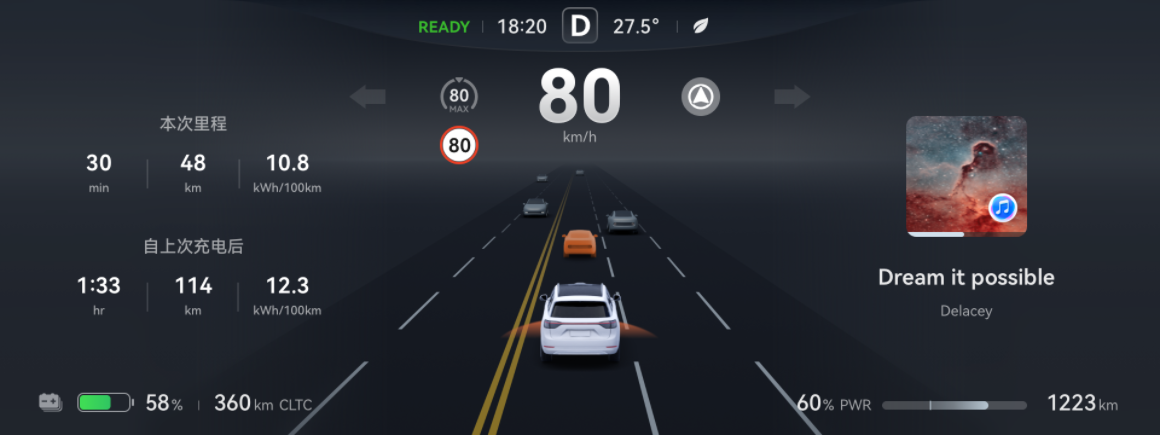 READY 18:20 D 27.5°
80 MAX
80
km/h
80
本次里程
30 48 10.8
min km kWh/100km
自上次充电后
1:33 114 12.3
hr km kWh/100km
Dream it possible
Delacey
58% 360 km CLTC
60% PWR 1223 km